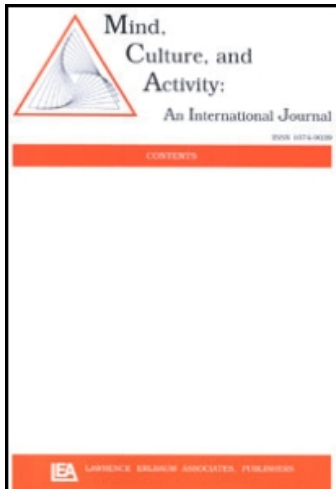 Mind,
Culture, and
Activity:
An International Journal
ISSN 1074-9039
CONTENTS
LEA LAWRENCE ERLBAUM ASSOCIATES, PUBLISHERS